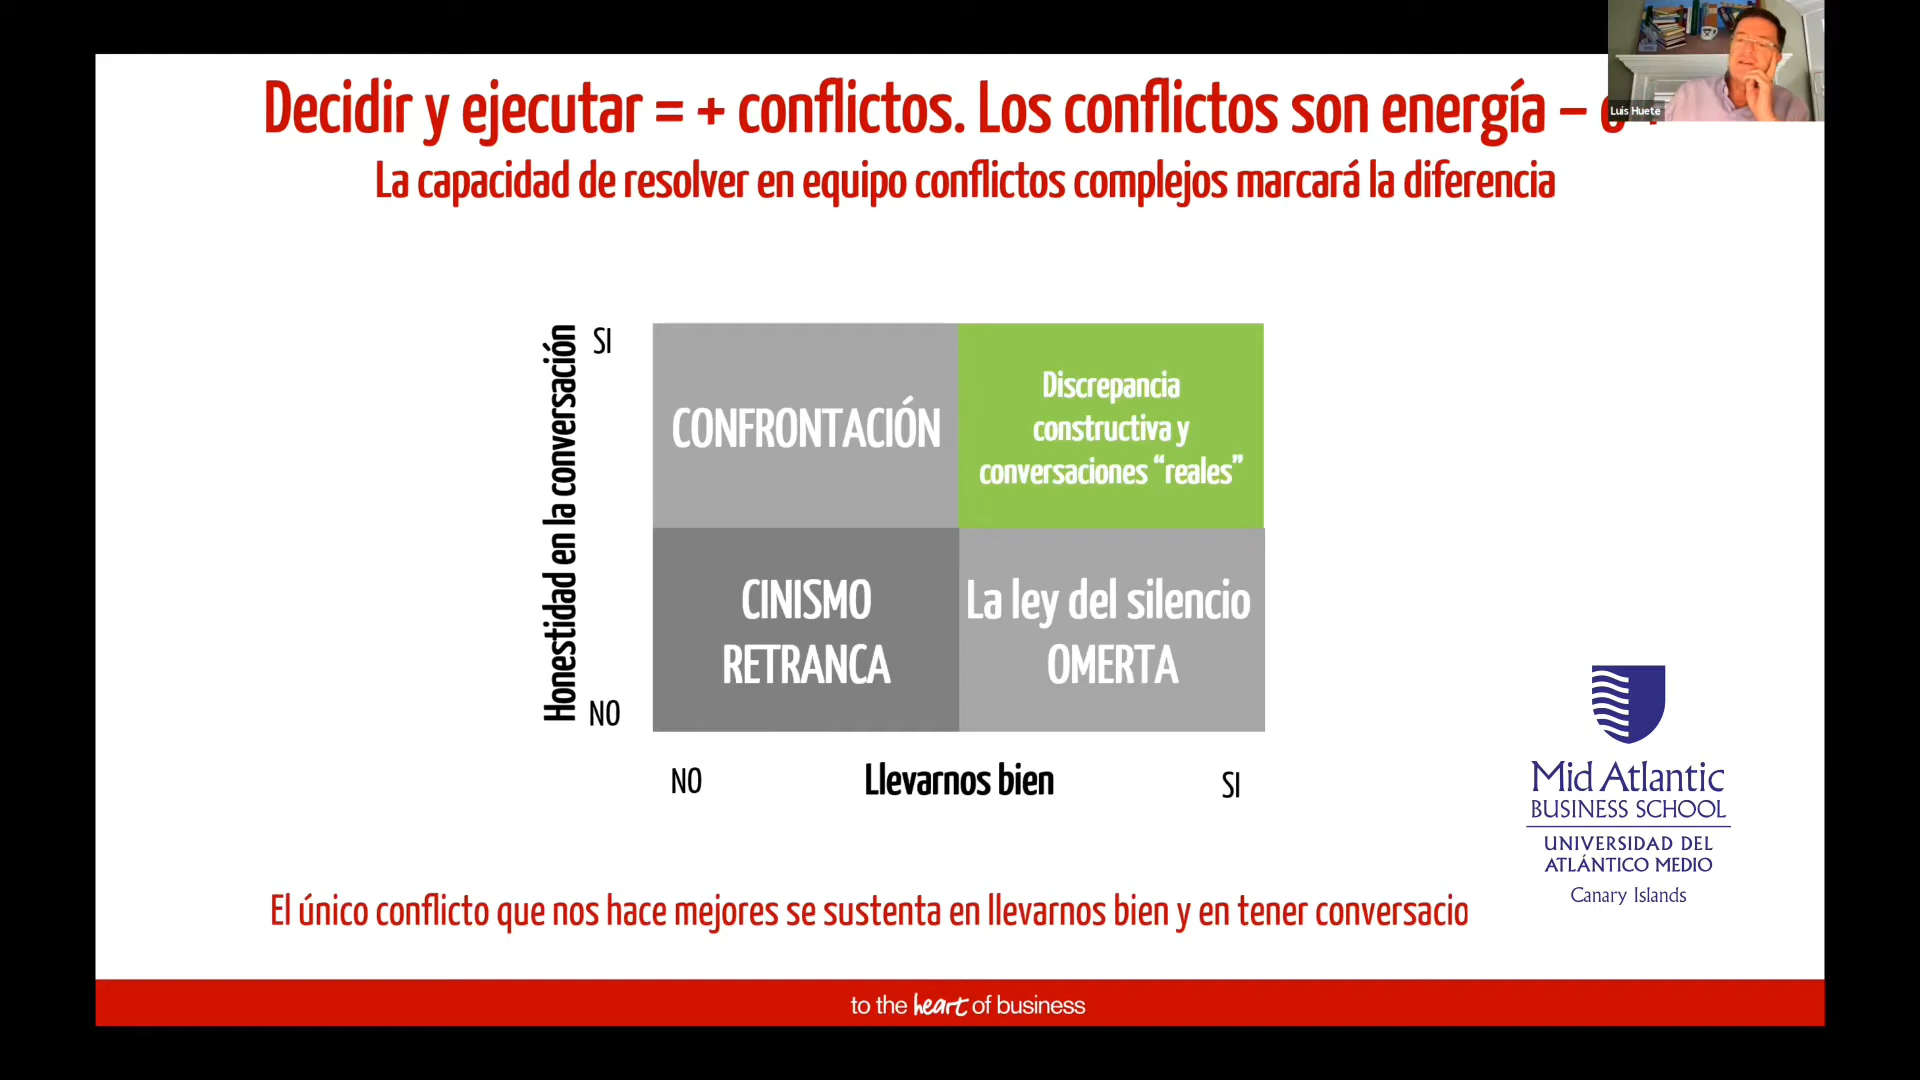 Decidir y ejecutar = + conflictos. Los conflictos son energía –
Luis Huete
La capacidad de resolver en equipo conflictos complejos marcará la diferencia
Honestidad en la conversación
SI
CONFRONTACIÓN
Discrepancia
constructiva y
conversaciones “reales”
CINISMO
RETRANCA
La ley del silencio
OMERTA
NO
NO
Llevarnos bien
SI
Mid Atlantic
BUSINESS SCHOOL
UNIVERSIDAD DEL
ATLÁNTICO MEDIO
Canary Islands
El único conflicto que nos hace mejores se sustenta en llevarnos bien y en tener conversacio
to the heart of business